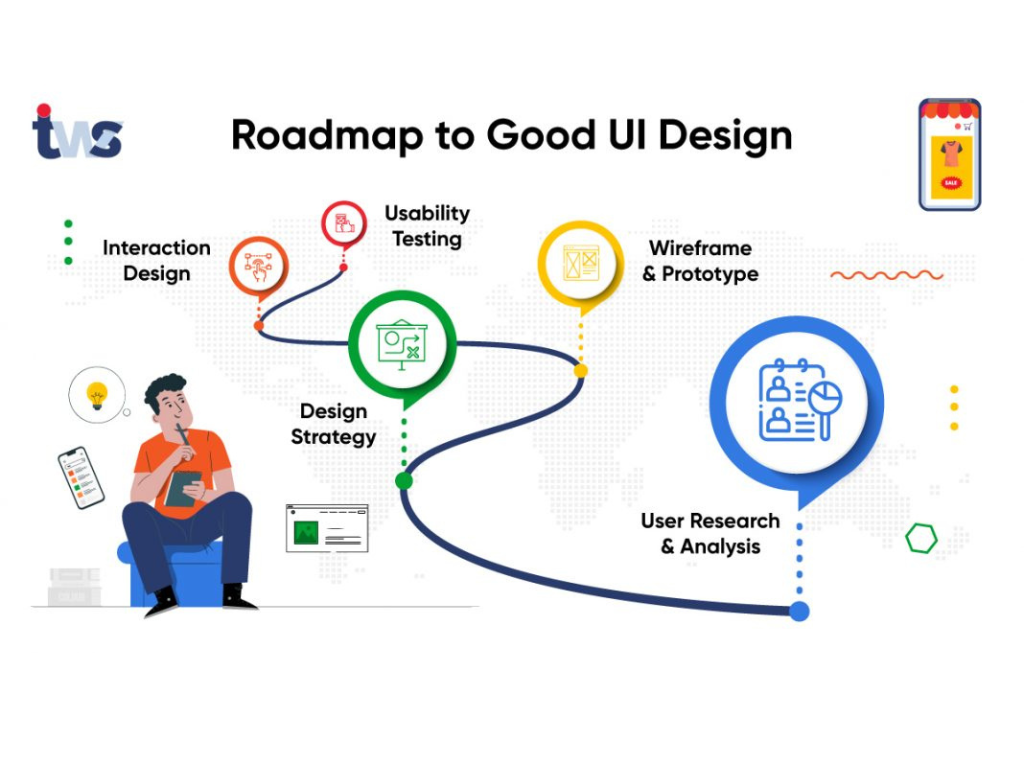 tws
Roadmap to Good UI Design
SALE
Usability
Testing
Interaction
Design
Wireframe
& Prototype
Design
Strategy
User Research
& Analysis